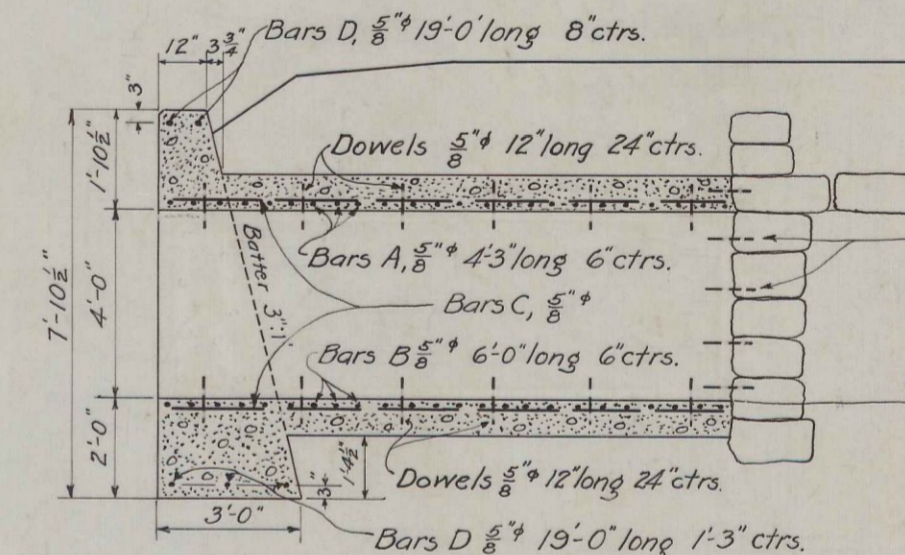 Bars D, 5/8"ϕ 19'-0" long 8" ctrs.
12" 3 3/4"
3"
1'-10 1/2"
Dowels 5/8"ϕ 12" long 24" ctrs.
Bars A, 5/8"ϕ 4'-3" long 6" ctrs.
Batter 3":1'
7'-10 1/2"
4'-0"
Bars C, 5/8"ϕ
Bars B 5/8"ϕ 6'-0" long 6" ctrs.
2'-0"
1'-4 1/2"
3"
Dowels 5/8"ϕ 12" long 24" ctrs.
3'-0"
Bars D 5/8"ϕ 19'-0" long 1'-3" ctrs.